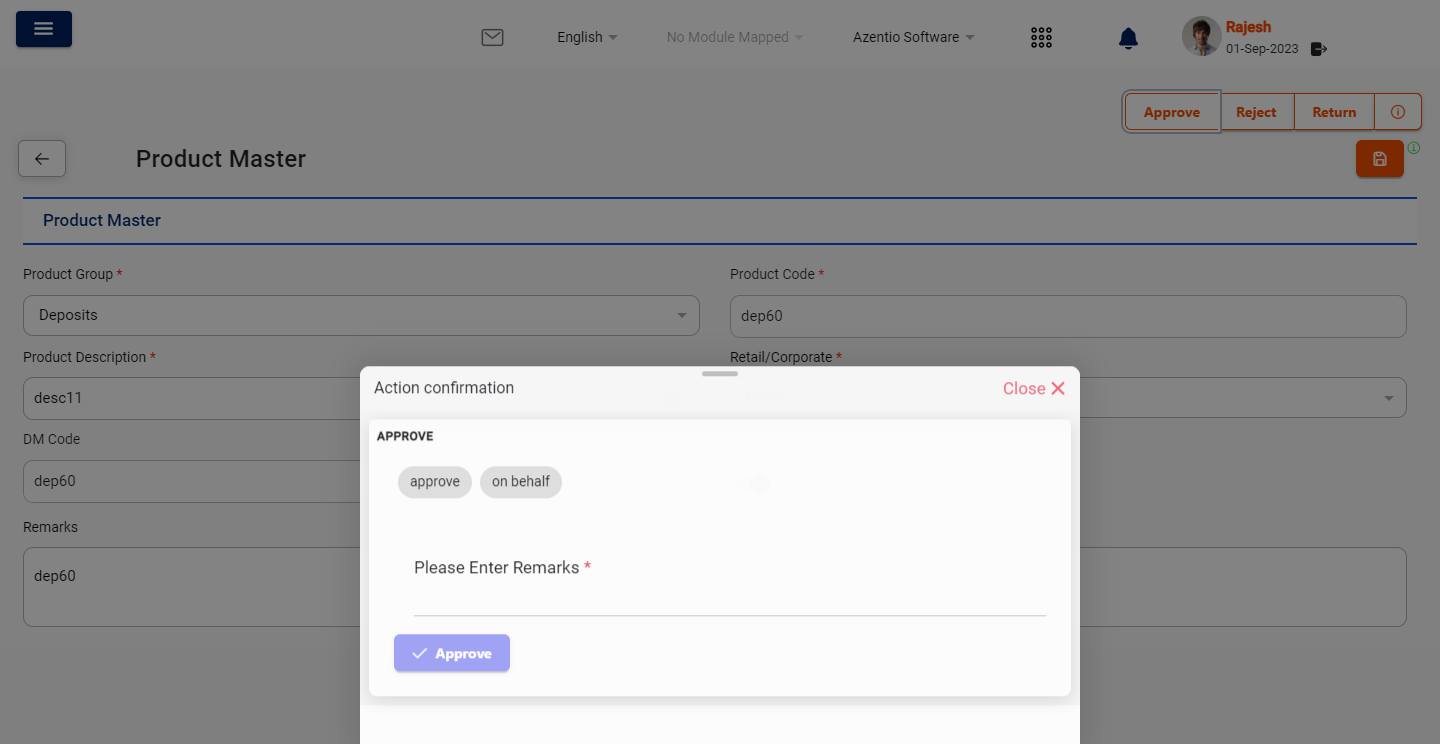 English
No Module Mapped
Azentio Software
Rajesh
01-Sep-2023
Approve
Reject
Return
Product Master
Product Master
Product Group *
Product Code *
Deposits
dep60
Product Description *
Retail/Corporate *
desc11
DM Code
dep60
Remarks
dep60
Action confirmation
Close
APPROVE
approve
on behalf
Please Enter Remarks *
Approve